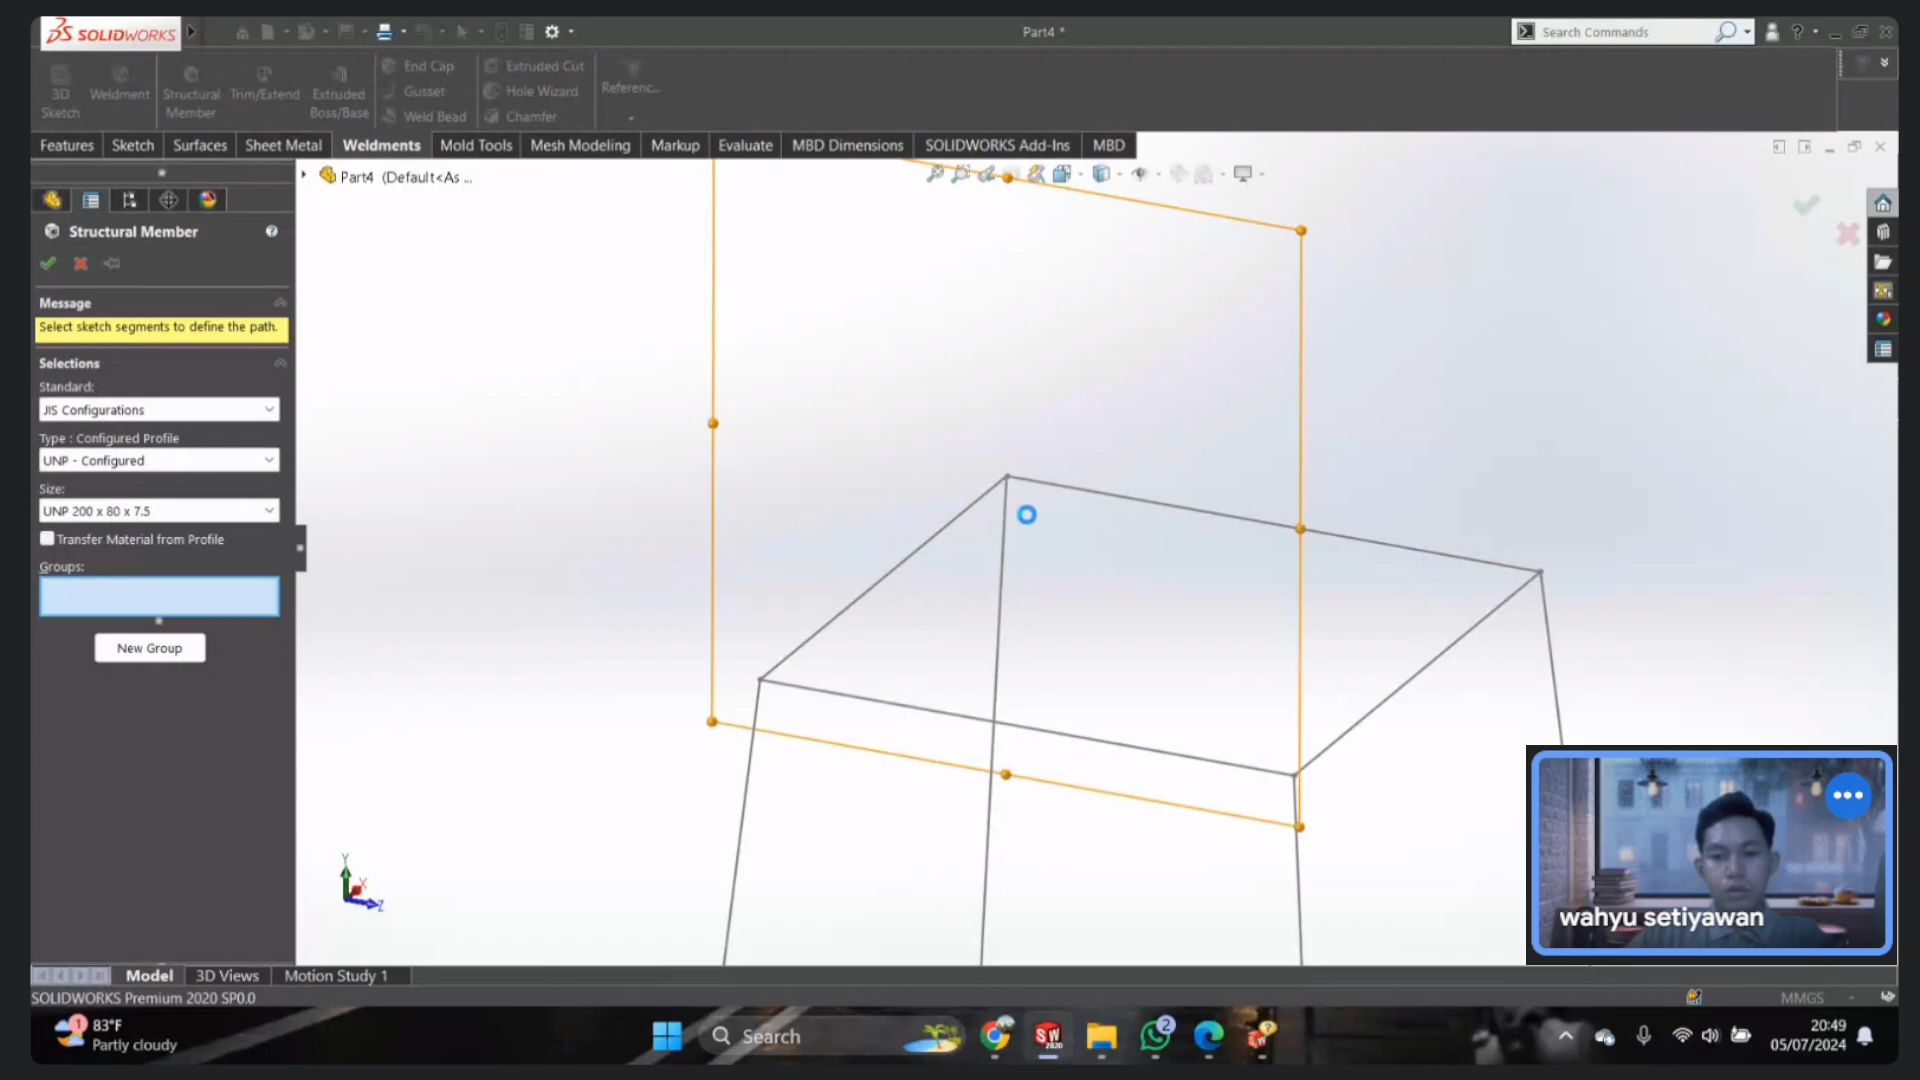 SOLIDWORKS
Part4 *
Search Commands
3D Sketch
Weldment
Structural Member
Trim/Extend
Extruded Boss/Base
End Cap
Gusset
Weld Bead
Extruded Cut
Hole Wizard
Chamfer
Referenc...
Features
Sketch
Surfaces
Sheet Metal
Weldments
Mold Tools
Mesh Modeling
Markup
Evaluate
MBD Dimensions
SOLIDWORKS Add-Ins
MBD
Part4 (Default<As ...
Structural Member
Message
Select sketch segments to define the path.
Selections
Standard:
JIS Configurations
Type : Configured Profile
UNP - Configured
Size:
UNP 200 x 80 x 7.5
Transfer Material from Profile
Groups:
New Group
Y
X
Z
wahyu setiyawan
Model
3D Views
Motion Study 1
SOLIDWORKS Premium 2020 SP0.0
MMGS
1
83°F
Partly cloudy
Search
SW
2020
2
20:49
05/07/2024